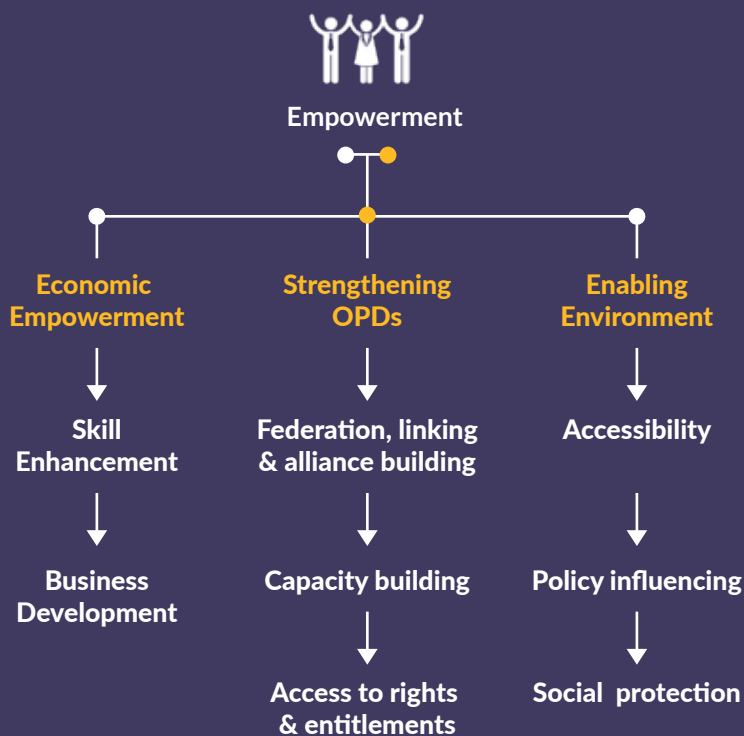 Empowerment
Economic
Empowerment
Skill
Enhancement
Business
Development
Strengthening
OPDs
Federation, linking
& alliance building
Capacity building
Access to rights
& entitlements
Enabling
Environment
Accessibility
Policy influencing
Social protection